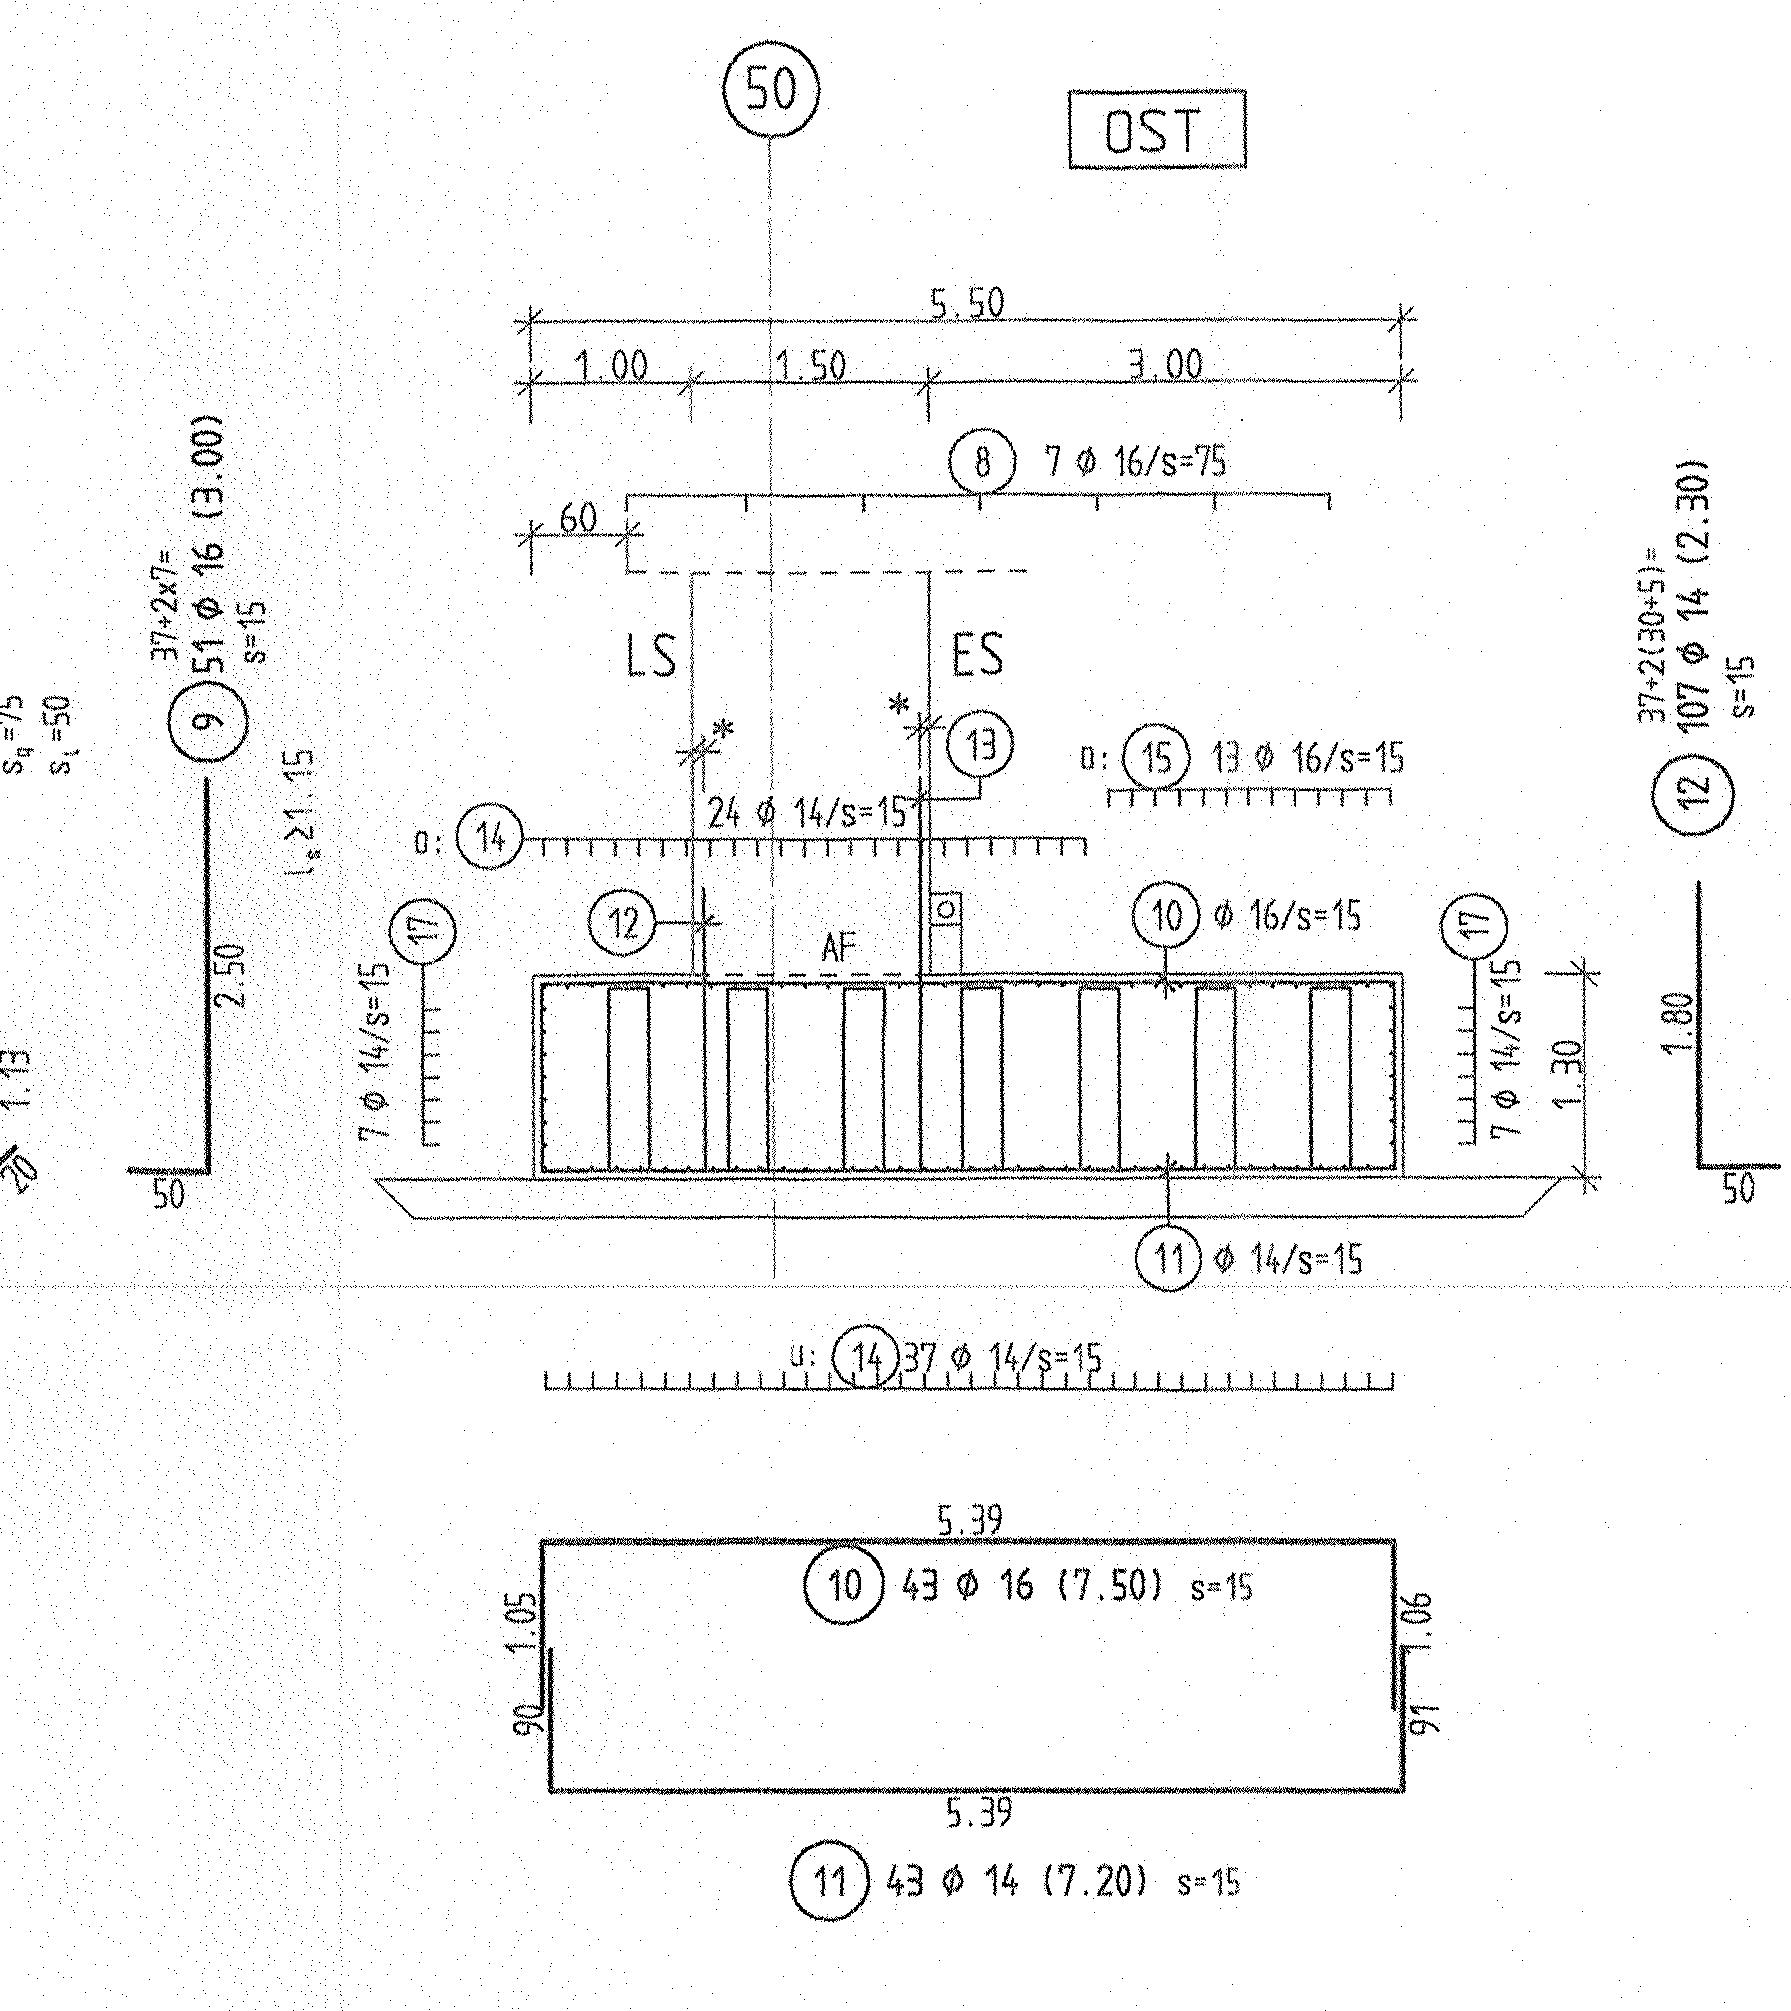 50
OST
5.50
1.00 1.50 3.00
8 7 ϕ 16/s=75
60
37+2x7=
9 51 ϕ 16 (3.00)
s=15
2.50
50
ls≥1.15
sq=75
sl=50
1.13
20
LS ES
*
*
13
o: 15 13 ϕ 16/s=15
24 ϕ 14/s=15
o: 14
12
AF
10 ϕ 16/s=15
17
7 ϕ 14/s=15
17
7 ϕ 14/s=15
1.30
37+2(30+5)=
12 107 ϕ 14 (2.30)
s=15
1.80
50
11 ϕ 14/s=15
u: 14 37 ϕ 14/s=15
5.39
10 43 ϕ 16 (7.50) s=15
1.05
1.06
90
91
5.39
11 43 ϕ 14 (7.20) s=15